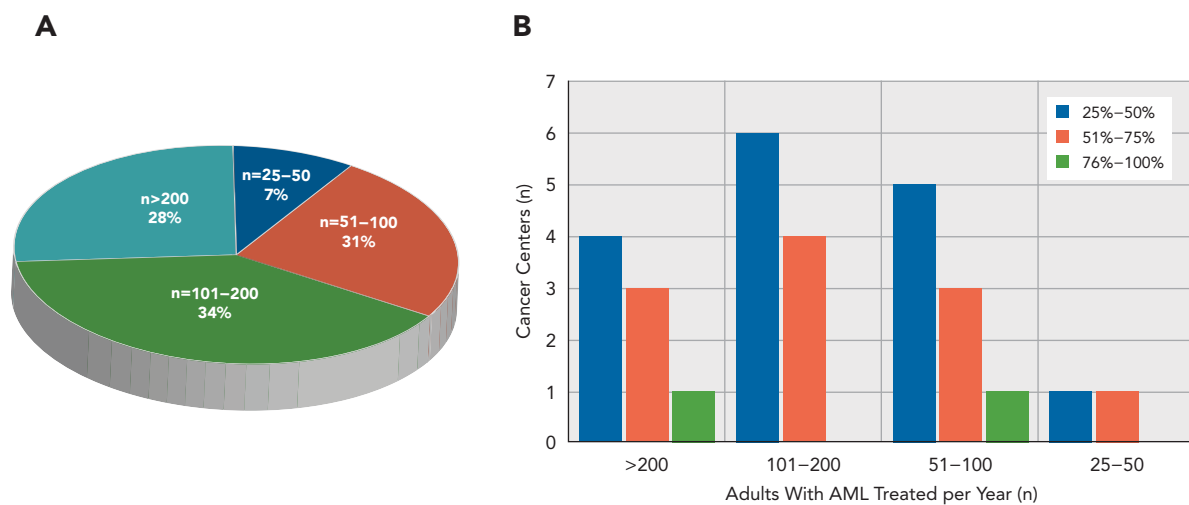 A
n=25–50
7%
n=51–100
31%
n=101–200
34%
n>200
28%
B
7
6
5
4
3
2
1
0
Cancer Centers (n)
25%–50%
51%–75%
76%–100%
>200
101–200
51–100
25–50
Adults With AML Treated per Year (n)